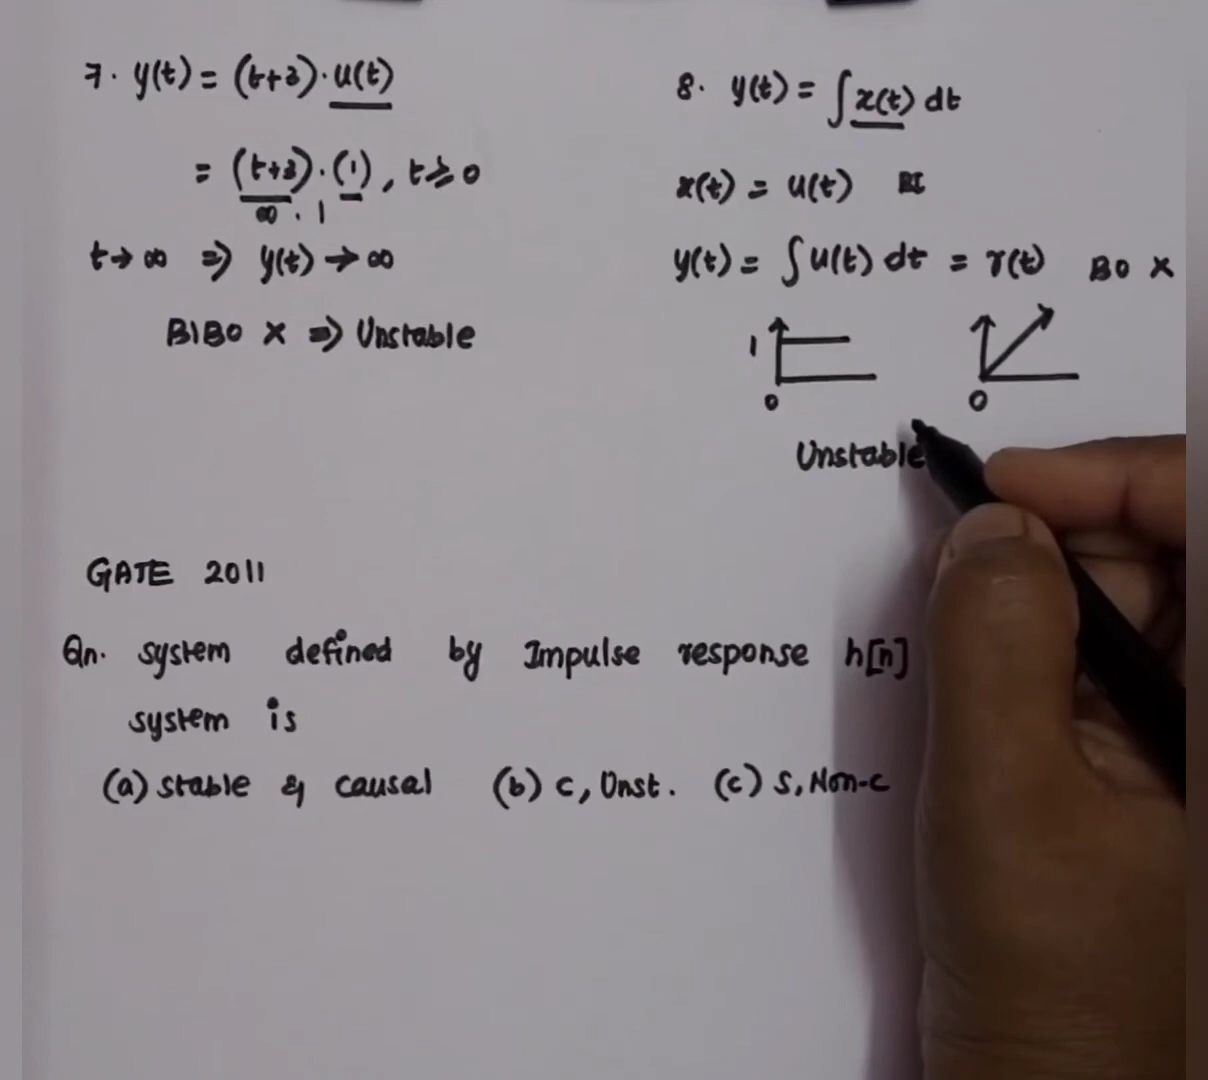 7. y(t) = (t+3).u(t)
= (t+3).(1), t≥0
∞ . 1
t→∞ ⇒ y(t)→∞
BIBO × ⇒ Unstable
8. y(t) = ∫x(t) dt
x(t) = u(t) BI
y(t) = ∫u(t) dt = r(t) BO ×
1
0 0
Unstable
GATE 2011
Qn. system defined by Impulse response h[n]
system is
(a) stable & causal (b) C, Unst. (c) S, Non-C